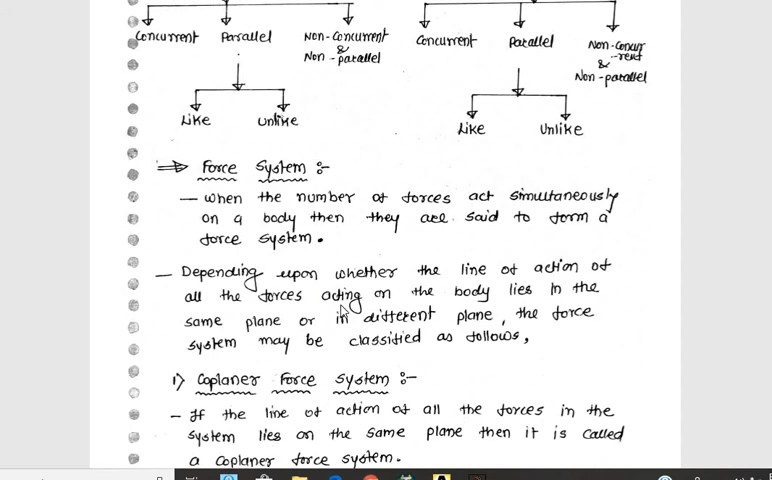 Concurrent Parallel Non-Concurrent & Non-parallel
Concurrent Parallel Non-Concur-rent & Non-parallel
Like Unlike
Like Unlike
⇒ Force System :-
— When the number of forces act simultaneously
on a body then they are said to form a
force system.
— Depending upon whether the line of action of
all the forces acting on the body lies in the
same plane or in different plane, the force
system may be classified as follows,
1) Coplaner Force System :-
— If the line of action of all the forces in the
system lies on the same plane then it is called
a coplaner force system.